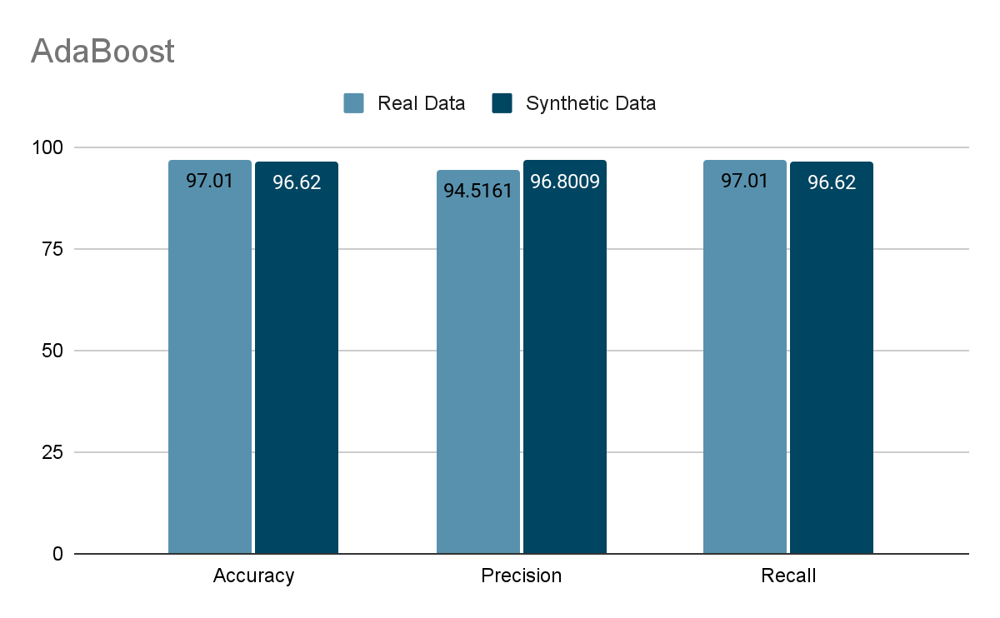 AdaBoost
Real Data Synthetic Data
100
75
50
25
0
97.01 96.62 94.5161 96.8009 97.01 96.62
Accuracy Precision Recall